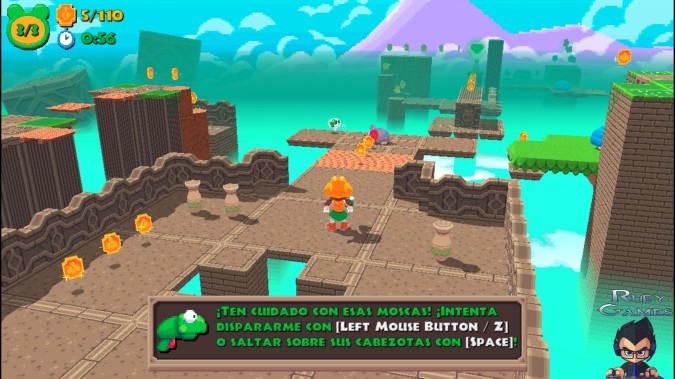 3/3
5/110
0:56
¡Ten cuidado con esas moscas! ¡Intenta
dispararme con [Left Mouse Button / Z]
o saltar sobre sus cabezotas con [Space]!
Ruby
Games